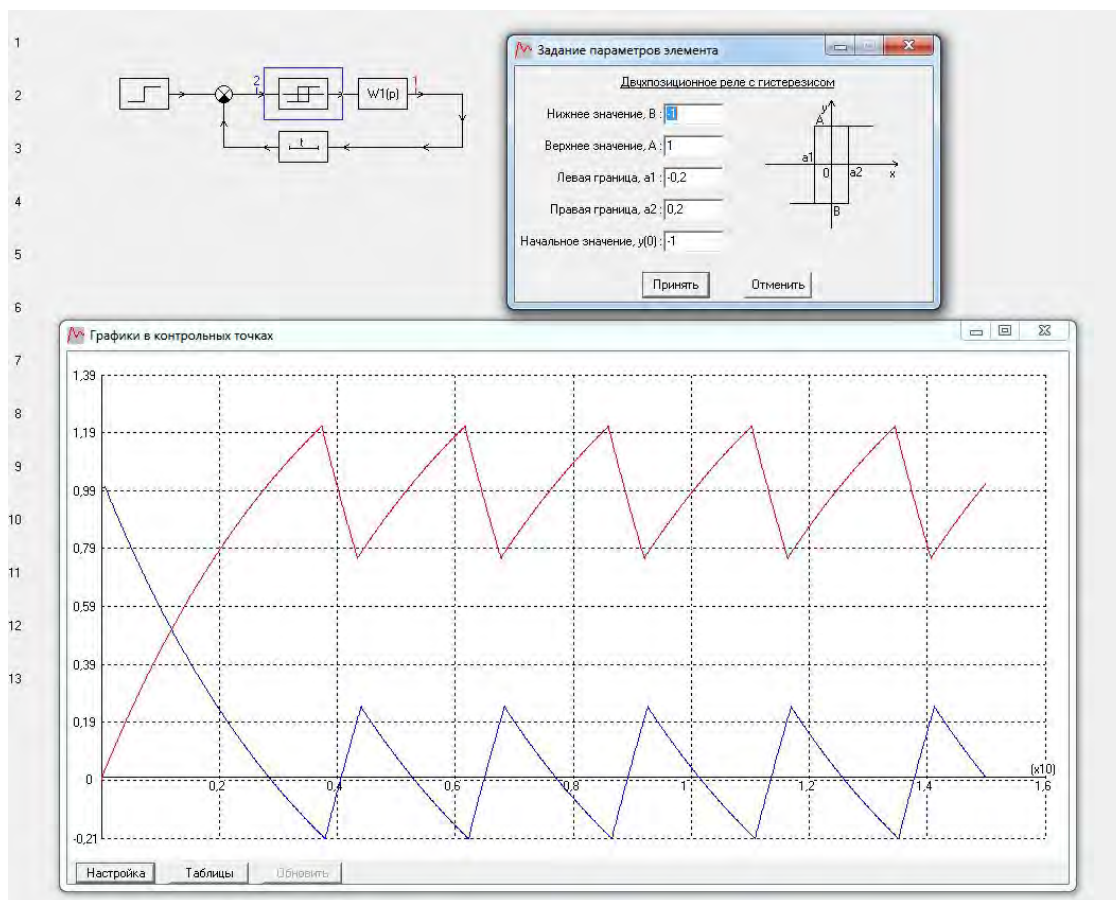 1
2
3
4
5
6
7
8
9
10
11
12
13
2
1
W1(p)
t
Задание параметров элемента
Двухпозиционное реле с гистерезисом
Нижнее значение, B : -1
Верхнее значение, A : 1
Левая граница, a1 : -0,2
Правая граница, a2 : 0,2
Начальное значение, y(0) : -1
y
A
a1
0
a2
x
B
Принять
Отменить
Графики в контрольных точках
1,39
1,19
0,99
0,79
0,59
0,39
0,19
0
-0,21
0,2
0,4
0,6
0,8
1
1,2
1,4
1,6
(x10)
Настройка
Таблицы
Обновить